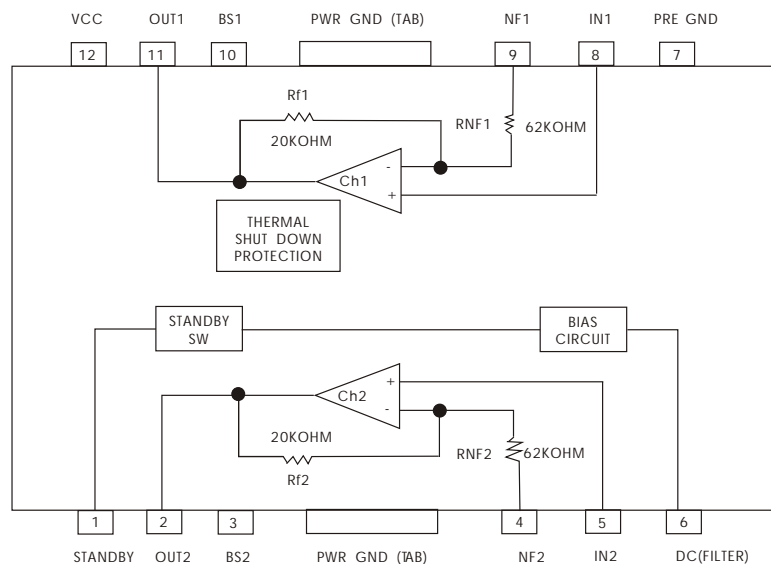 VCC OUT1 BS1 PWR GND (TAB) NF1 IN1 PRE GND
12 11 10 9 8 7
Rf1
20KOHM
RNF1
62KOHM
-
Ch1
+
THERMAL
SHUT DOWN
PROTECTION
STANDBY
SW
BIAS
CIRCUIT
+
Ch2
-
20KOHM
Rf2
RNF2
62KOHM
1 2 3 4 5 6
STANDBY OUT2 BS2 PWR GND (TAB) NF2 IN2 DC(FILTER)